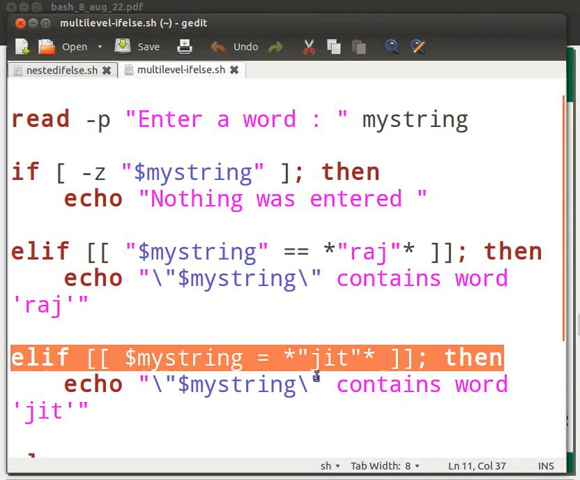 bash_8_aug_22.pdf
multilevel-ifelse.sh (~) - gedit
Open Save Undo
nestedifelse.sh multilevel-ifelse.sh
read -p "Enter a word : " mystring
if [ -z "$mystring" ]; then
echo "Nothing was entered "
elif [[ "$mystring" == *"raj"* ]]; then
echo "\"$mystring\" contains word
'raj'"
elif [[ $mystring = *"jit"* ]]; then
echo "\"$mystring\" contains word
'jit'"
sh Tab Width: 8 Ln 11, Col 37 INS